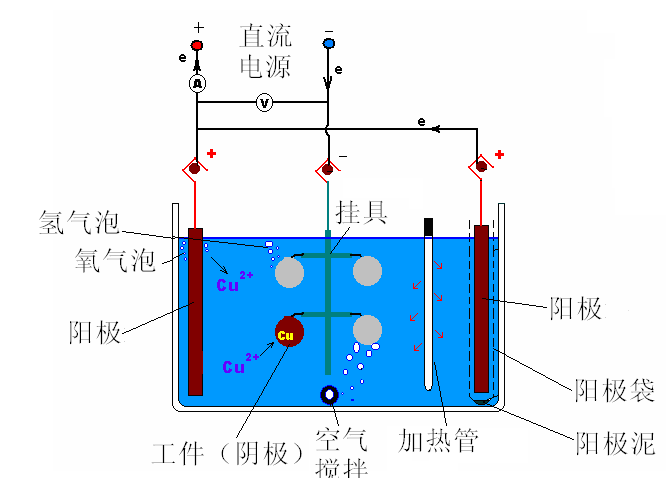 +
直流
电源
−
e
e
A
V
e
+
−
+
氢气泡
挂具
氧气泡
Cu2+
阳极
阳极
Cu
Cu2+
阳极袋
工件（阴极）
空气
搅拌
加热管
阳极泥